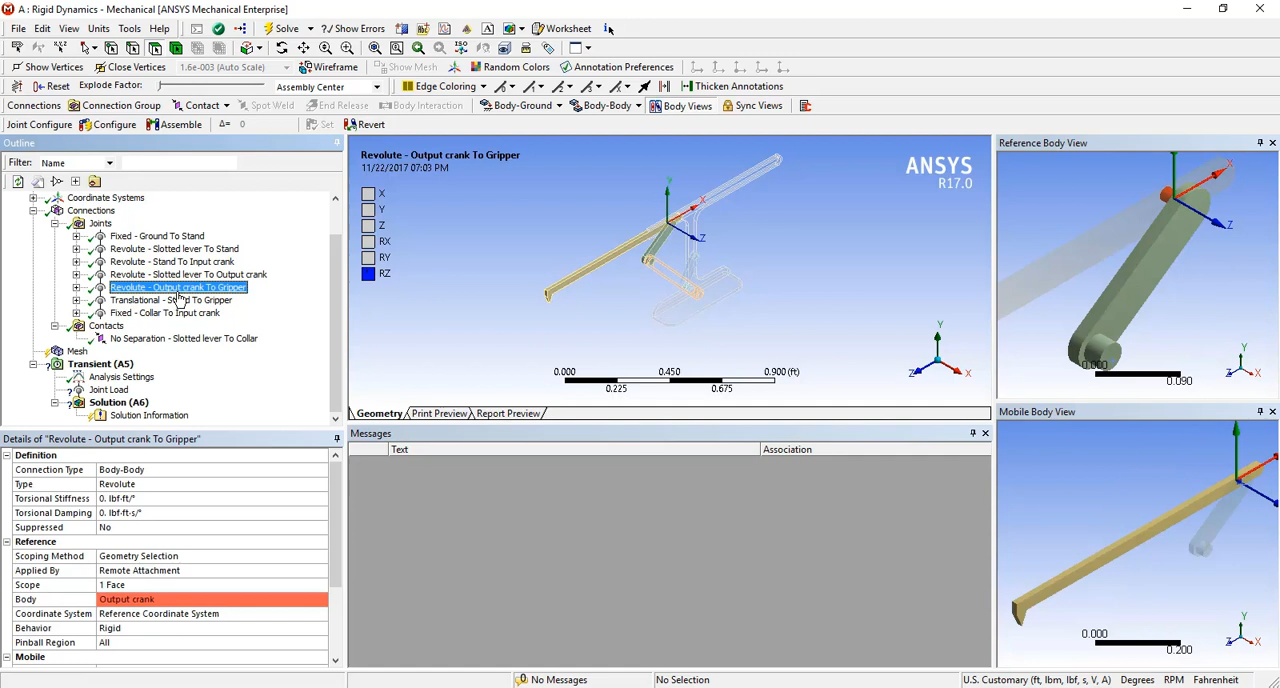 A : Rigid Dynamics - Mechanical [ANSYS Mechanical Enterprise]
File Edit View Units Tools Help Solve ?/ Show Errors Worksheet
Show Vertices Close Vertices 1.6e-003 (Auto Scale) Wireframe Show Mesh Random Colors Annotation Preferences
Reset Explode Factor: Assembly Center Edge Coloring Thicken Annotations
Connections Connection Group Contact Spot Weld End Release Body Interaction Body-Ground Body-Body Body Views Sync Views
Joint Configure Configure Assemble Δ= 0 Set Revert
Outline
Filter: Name
Coordinate Systems
Connections
Joints
Fixed - Ground To Stand
Revolute - Slotted lever To Stand
Revolute - Stand To Input crank
Revolute - Slotted lever To Output crank
Revolute - Output crank To Gripper
Translational - Stand To Gripper
Fixed - Collar To Input crank
Contacts
No Separation - Slotted lever To Collar
Mesh
Transient (A5)
Analysis Settings
Joint Load
Solution (A6)
Solution Information
Details of "Revolute - Output crank To Gripper"
Definition
Connection Type Body-Body
Type Revolute
Torsional Stiffness 0. lbf·ft/°
Torsional Damping 0. lbf·ft·s/°
Suppressed No
Reference
Scoping Method Geometry Selection
Applied By Remote Attachment
Scope 1 Face
Body Output crank
Coordinate System Reference Coordinate System
Behavior Rigid
Pinball Region All
Mobile
Revolute - Output crank To Gripper
11/22/2017 07:03 PM
X
Y
Z
RX
RY
RZ
ANSYS
R17.0
Y
X
Z
0.000 0.450 0.900 (ft)
0.225 0.675
Y
Z X
Geometry Print Preview Report Preview
Messages
Text Association
Reference Body View
X
Z
0.000
0.090
Y
Z X
Mobile Body View
X
Z
0.000
0.200
Y
Z X
No Messages No Selection U.S. Customary (ft, lbm, lbf, s, V, A) Degrees RPM Fahrenheit